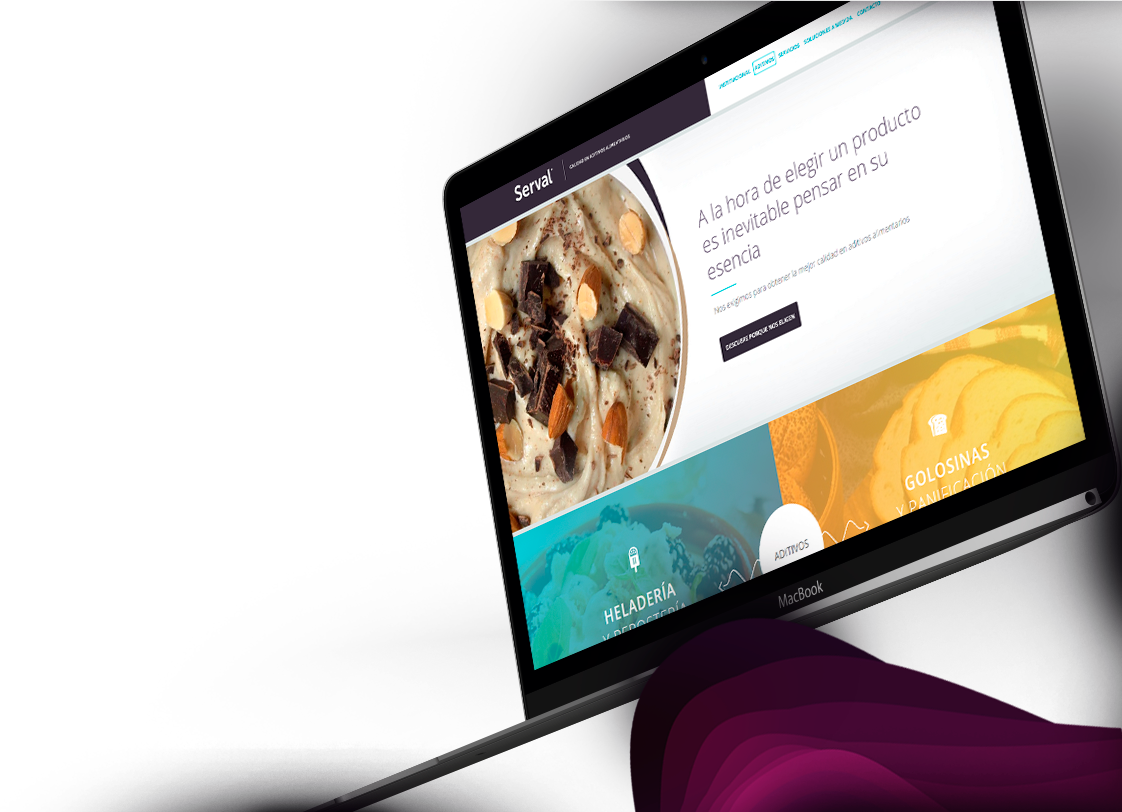 INSTITUCIONAL ADITIVOS SERVICIOS SOLUCIONES A MEDIDA CONTACTO
Serval
CALIDAD EN ADITIVOS ALIMENTARIOS
A la hora de elegir un producto
es inevitable pensar en su
esencia
Nos exigimos para obtener la mejor calidad en aditivos alimentarios
DESCUBRE PORQUE NOS ELIGEN
GOLOSINAS
Y PANIFICACIÓN
ADITIVOS
HELADERÍA
Y REPOSTERÍA
MacBook